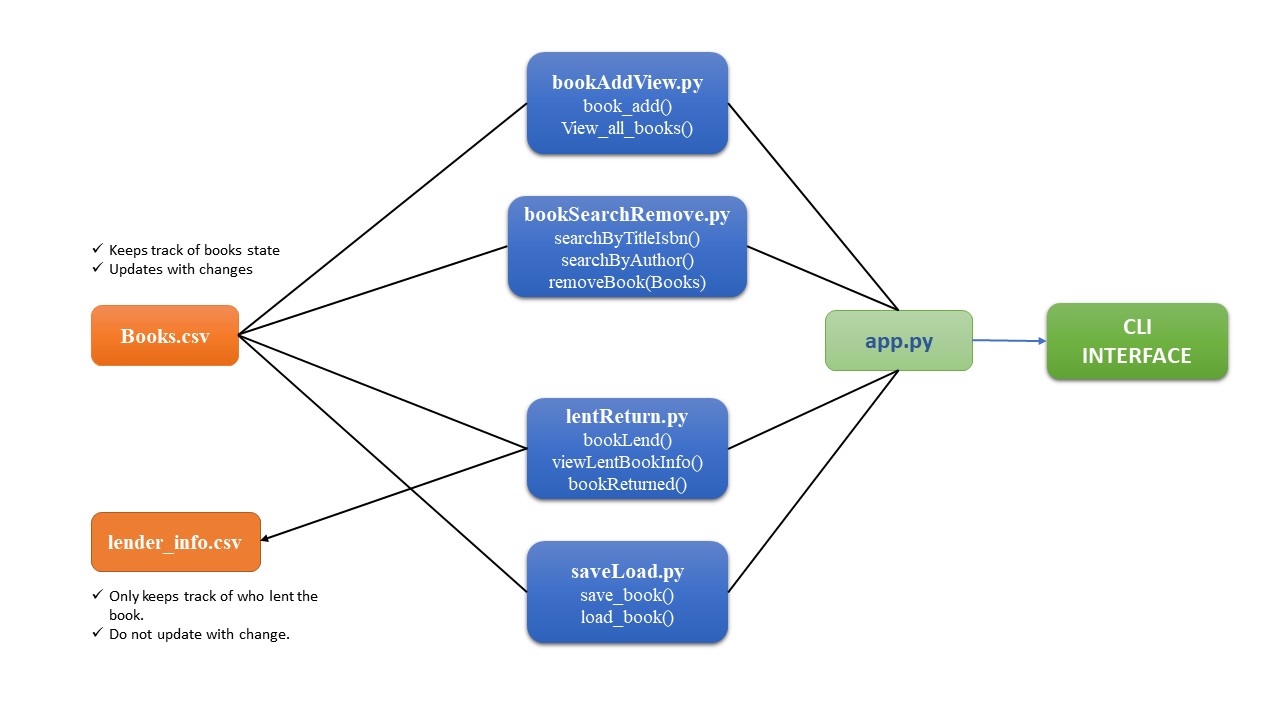 bookAddView.py
book_add()
View_all_books()
bookSearchRemove.py
searchByTitleIsbn()
searchByAuthor()
removeBook(Books)
✓ Keeps track of books state
✓ Updates with changes
Books.csv
app.py
CLI
INTERFACE
lentReturn.py
bookLend()
viewLentBookInfo()
bookReturned()
lender_info.csv
✓ Only keeps track of who lent the
book.
✓ Do not update with change.
saveLoad.py
save_book()
load_book()